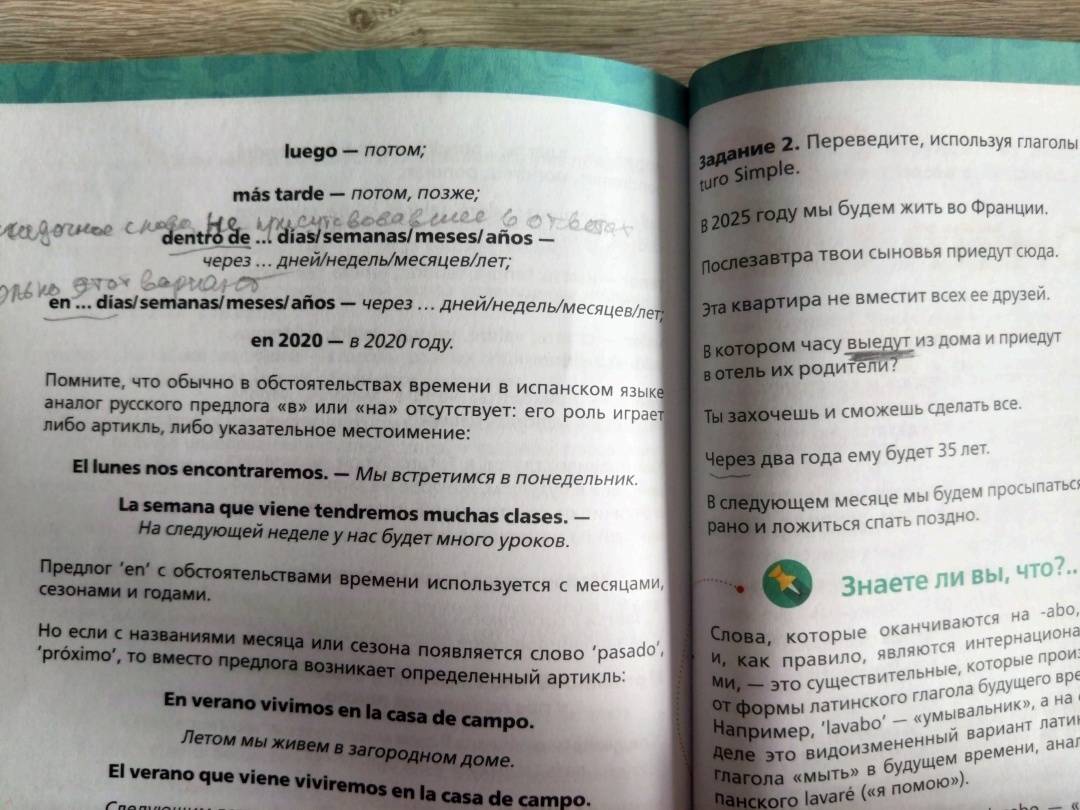 luego — потом;
más tarde — потом, позже;
слова не присутствовавшее в ответах
dentro de ... días/semanas/meses/años —
через ... дней/недель/месяцев/лет;
этот вариант
en ... días/semanas/meses/años — через ... дней/недель/месяцев/лет;
en 2020 — в 2020 году.
Помните, что обычно в обстоятельствах времени в испанском языке
аналог русского предлога «в» или «на» отсутствует: его роль играет
либо артикль, либо указательное местоимение:
El lunes nos encontraremos. — Мы встретимся в понедельник.
La semana que viene tendremos muchas clases. —
На следующей неделе у нас будет много уроков.
Предлог 'en' с обстоятельствами времени используется с месяцами,
сезонами и годами.
Но если с названиями месяца или сезона появляется слово 'pasado',
'próximo', то вместо предлога возникает определенный артикль:
En verano vivimos en la casa de campo.
Летом мы живем в загородном доме.
El verano que viene viviremos en la casa de campo.
Задание 2. Переведите, используя глаголы
turo Simple.
В 2025 году мы будем жить во Франции.
Послезавтра твои сыновья приедут сюда.
Эта квартира не вместит всех ее друзей.
В котором часу выедут из дома и приедут
в отель их родители?
Ты захочешь и сможешь сделать все.
Через два года ему будет 35 лет.
В следующем месяце мы будем просыпаться
рано и ложиться спать поздно.
Знаете ли вы, что?..
Слова, которые оканчиваются на -abo,
и, как правило, являются интернациона
ми, — это существительные, которые прои
от формы латинского глагола будущего вре
Например, 'lavabo' — «умывальник», а на
деле это видоизмененный вариант лати
глагола «мыть» в будущем времени, анал
панского lavaré («я помою»).